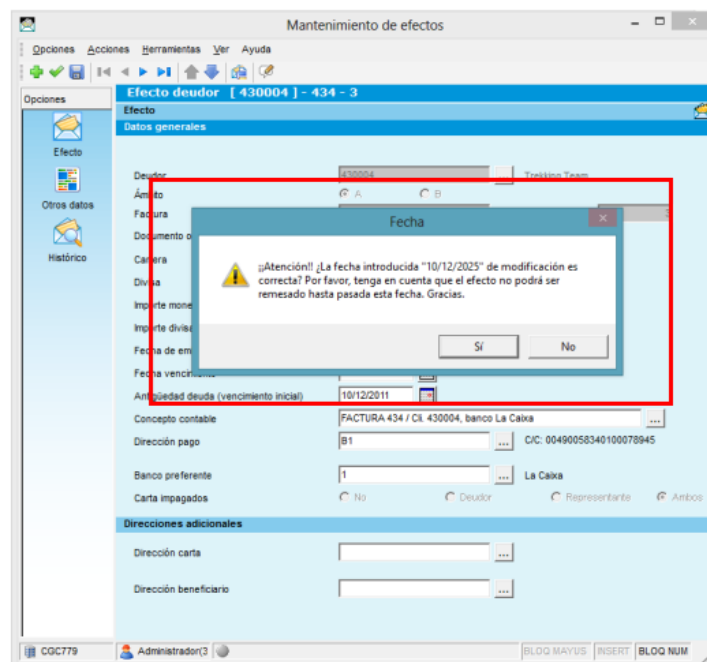 Mantenimiento de efectos
Opciones Acciones Herramientas Ver Ayuda
Opciones
Efecto deudor [ 430004 ] - 434 - 3
Efecto
Datos generales
Efecto
Otros datos
Histórico
Deudor 430004 ... Trekking Team
Ámbito A B
Factura 3
Documento o
Cartera
Divisa
Importe mone
Importe divisa
Fecha de em
Fecha vencimiento
Fecha
¡¡Atención!! ¿La fecha introducida "10/12/2025" de modificación es
correcta? Por favor, tenga en cuenta que el efecto no podrá ser
remesado hasta pasada esta fecha. Gracias.
Sí No
Antigüedad deuda (vencimiento inicial) 10/12/2011
Concepto contable FACTURA 434 / Cli. 430004, banco La Caixa ...
Dirección pago B1 ... C/C: 00490058340100078945
Banco preferente 1 ... La Caixa
Carta impagados No Deudor Representante Ambos
Direcciones adicionales
Dirección carta ...
Dirección beneficiario ...
CGC779 Administrador(3 BLOQ MAYUS INSERT BLOQ NUM